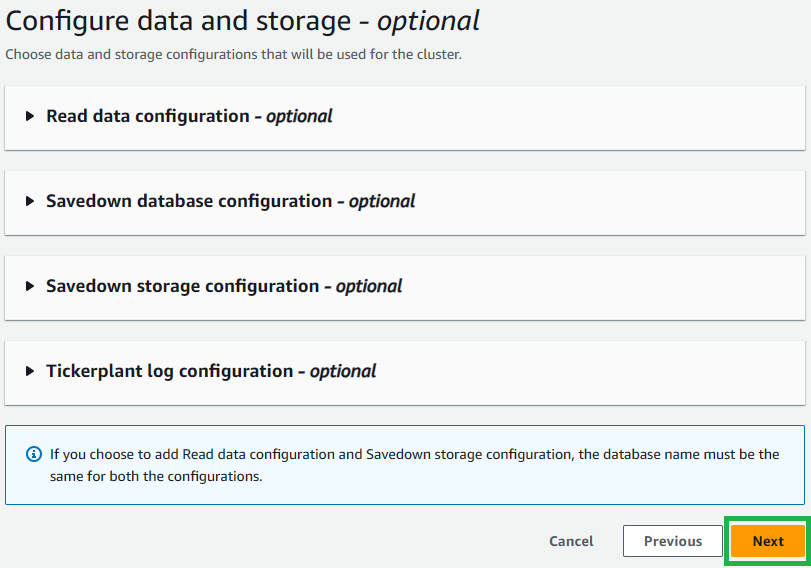 Configure data and storage - optional
Choose data and storage configurations that will be used for the cluster.
Read data configuration - optional
Savedown database configuration - optional
Savedown storage configuration - optional
Tickerplant log configuration - optional
If you choose to add Read data configuration and Savedown storage configuration, the database name must be the
same for both the configurations.
Cancel Previous Next